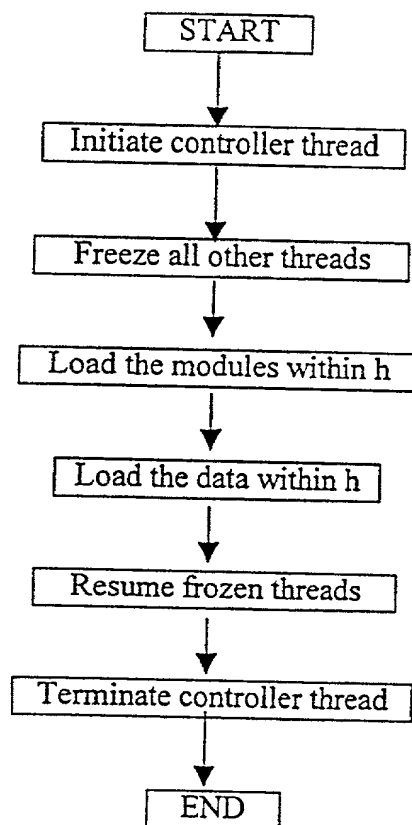 START
Initiate controller thread
Freeze all other threads
Load the modules within h
Load the data within h
Resume frozen threads
Terminate controller thread
END